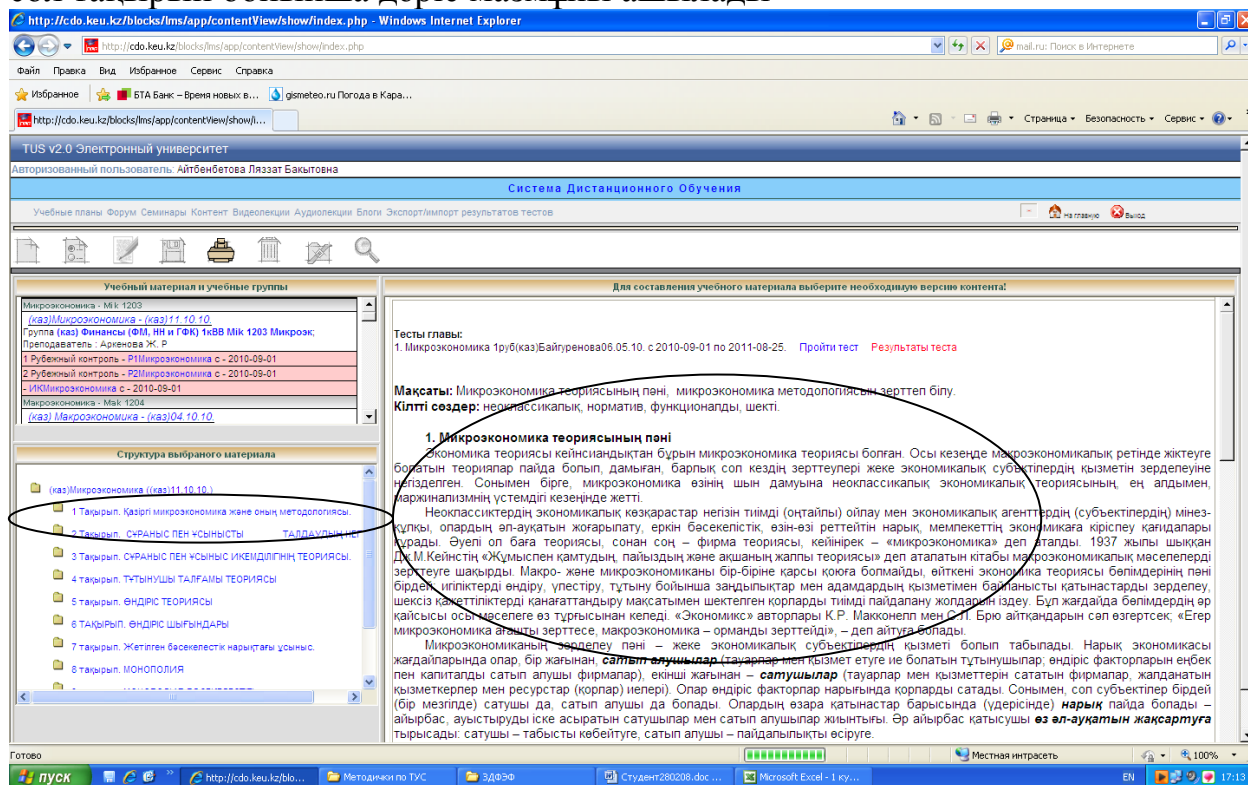 сол тақырып бойынша дәріс мазмұны ашылады
http://cdo.keu.kz/blocks/lms/app/contentView/show/index.php - Windows Internet Explorer
http://cdo.keu.kz/blocks/lms/app/contentView/show/index.php
mail.ru: Поиск в Интернете
Файл Правка Вид Избранное Сервис Справка
Избранное БТА Банк – Время новых в... gismeteo.ru Погода в Кара...
http://cdo.keu.kz/blocks/lms/app/contentView/show/i...
Страница Безопасность Сервис
TUS v2.0 Электронный университет
Авторизованный пользователь: Айтбенбетова Ляззат Бакытовна
Система Дистанционного Обучения
Учебные планы Форум Семинары Контент Видеолекции Аудиолекции Блоги Экспорт/импорт результатов тестов
На главную Выход
Учебный материал и учебные группы
Микроэкономика - Mik 1203
(каз)Микроэкономика - (каз)11.10.10.
Группа (каз) Финансы (ФМ, НН и ГФК) 1кВВ Mik 1203 Микроэк;
Преподаватель : Аркенова Ж. Р
1 Рубежный контроль - Р1Микроэкономика с - 2010-09-01
2 Рубежный контроль - Р2Микроэкономика с - 2010-09-01
- ИКМикроэкономика с - 2010-09-01
Макроэкономика - Mak 1204
(каз) Макроэкономика - (каз)04.10.10.
Структура выбраного материала
(каз)Микроэкономика ((каз)11.10.10.)
1 Тақырып. Қазіргі микроэкономика және оның методологиясы.
2 Тақырып. СҰРАНЫС ПЕН ҰСЫНЫСТЫ ТАЛДАУДЫҢ НЕГ
3 Тақырып. СҰРАНЫС ПЕН ҰСЫНЫС ИКЕМДІЛІГІНІҢ ТЕОРИЯСЫ.
4 тақырып. ТҰТЫНУШЫ ТАЛҒАМЫ ТЕОРИЯСЫ
5 тақырып. ӨНДІРІС ТЕОРИЯСЫ
6 ТАҚЫРЫП. ӨНДІРІС ШЫҒЫНДАРЫ
7 тақырып. Жетілген бәсекелестік нарықтағы ұсыныс.
8 тақырып. МОНОПОЛИЯ
Для составления учебного материала выберите необходимую версию контента!
Тесты главы:
1. Микроэкономика 1руб(каз)Байгуренова06.05.10. с 2010-09-01 по 2011-08-25. Пройти тест Результаты теста
Мақсаты: Микроэкономика теориясының пәні, микроэкономика методологиясын зерттеп білу.
Кілтті сөздер: неоклассикалық, норматив, функционалды, шекті.
1. Микроэкономика теориясының пәні
Экономика теориясы кейнсиандықтан бұрын микроэкономика теориясы болған. Осы кезеңде макроэкономикалық ретінде жіктеуге
болатын теориялар пайда болып, дамыған, барлық сол кездің зерттеулері жеке экономикалық субъектілердің қызметін зерделеуіне
негізделген. Сонымен бірге, микроэкономика өзінің шын дамуына неоклассикалық экономикалық теориясының, ең алдымен,
маржинализмнің үстемдігі кезеңінде жетті.
Неоклассиктердің экономикалық көзқарастар негізін тиімді (оңтайлы) ойлау мен экономикалық агенттердің (субъектілердің) мінез-
құлқы, олардың әл-ауқатын жоғарылату, еркін бәсекелістік, өзін-өзі реттейтін нарық, мемлекеттің экономикаға кіріспеу қағидалары
құрады. Әуелі ол баға теориясы, сонан соң – фирма теориясы, кейінірек – «микроэкономика» деп аталды. 1937 жылы шыққан
Дж.М.Кейнстің «Жұмыспен қамтудың, пайыздың және ақшаның жалпы теориясы» деп аталатын кітабы макроэкономикалық мәселелерді
зерттеуге шақырды. Макро- және микроэкономиканы бір-біріне қарсы қоюға болмайды, өйткені экономика теориясы бөлімдерінің пәні
бірдей: игіліктерді өндіру, үлестіру, тұтыну бойынша заңдылықтар мен адамдардың қызметімен байланысты қатынастарды зерделеу,
шексіз қажеттіліктерді қанағаттандыру мақсатымен шектелген қорларды тиімді пайдалану жолдарын іздеу. Бұл жағдайда бөлімдердің әр
қайсысы осы мәселеге өз тұрғысынан келеді. «Экономикс» авторлары К.Р. Макконелл мен С.Л. Брю айтқандарын сәл өзгертсек; «Егер
микроэкономика ағашты зерттесе, макроэкономика – орманды зерттейді», – деп айтуға болады.
Микроэкономиканың зерделеу пәні – жеке экономикалық субъектілердің қызметі болып табылады. Нарық экономикасы
жағдайларында олар, бір жағынан, сатып алушылар (тауарлар мен қызмет етуге ие болатын тұтынушылар; өндіріс факторларын еңбек
пен капиталды сатып алушы фирмалар), екінші жағынан – сатушылар (тауарлар мен қызметтерін сататын фирмалар, жалданатын
қызметкерлер мен ресурстар (қорлар) иелері). Олар өндіріс факторлар нарығында қорларды сатады. Сонымен, сол субъектілер бірдей
(бір мезгілде) сатушы да, сатып алушы да болады. Олардың өзара қатынастар барысында (үдерісінде) нарық пайда болады –
айырбас, ауыстыруды іске асыратын сатушылар мен сатып алушылар жиынтығы. Әр айырбас қатысушы өз әл-ауқатын жақсартуға
тырысады: сатушы – табысты көбейтуге, сатып алушы – пайдалылықты өсіруге.
Готово Местная интрасеть 100%
пуск http://cdo.keu.kz/blo... Методички по ТУС ЭДФЭФ Студент280208.doc ... Microsoft Excel - 1 ку... EN 17:13